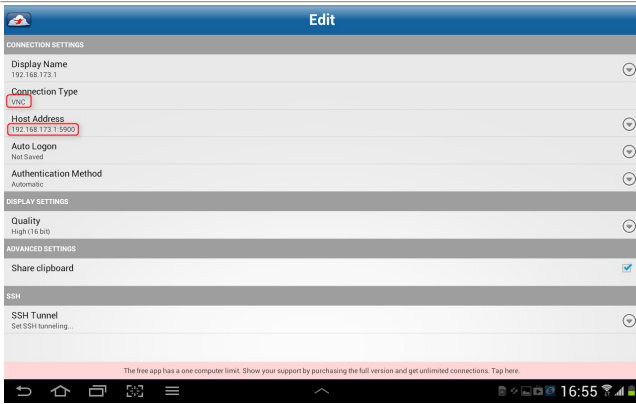 Edit
CONNECTION SETTINGS
Display Name
192.168.173.1
Connection Type
VNC
Host Address
192.168.173.1:5900
Auto Logon
Not Saved
Authentication Method
Automatic
DISPLAY SETTINGS
Quality
High (16 bit)
ADVANCED SETTINGS
Share clipboard
SSH
SSH Tunnel
Set SSH tunneling...
The free app has a one computer limit. Show your support by purchasing the full version and get unlimited connections. Tap here.
16:55